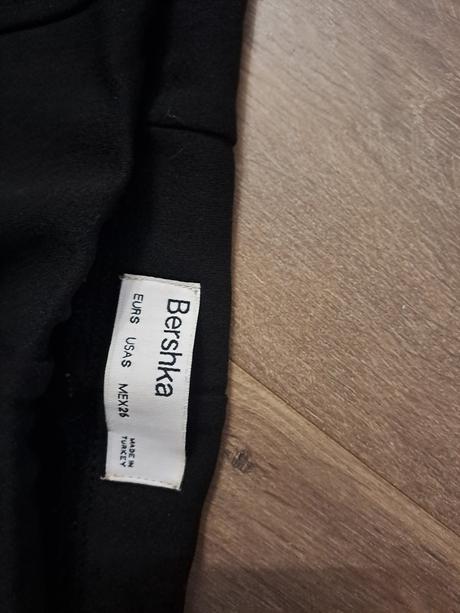 Bershka
EUR S USA S MEX 26
MADE IN
TURKEY